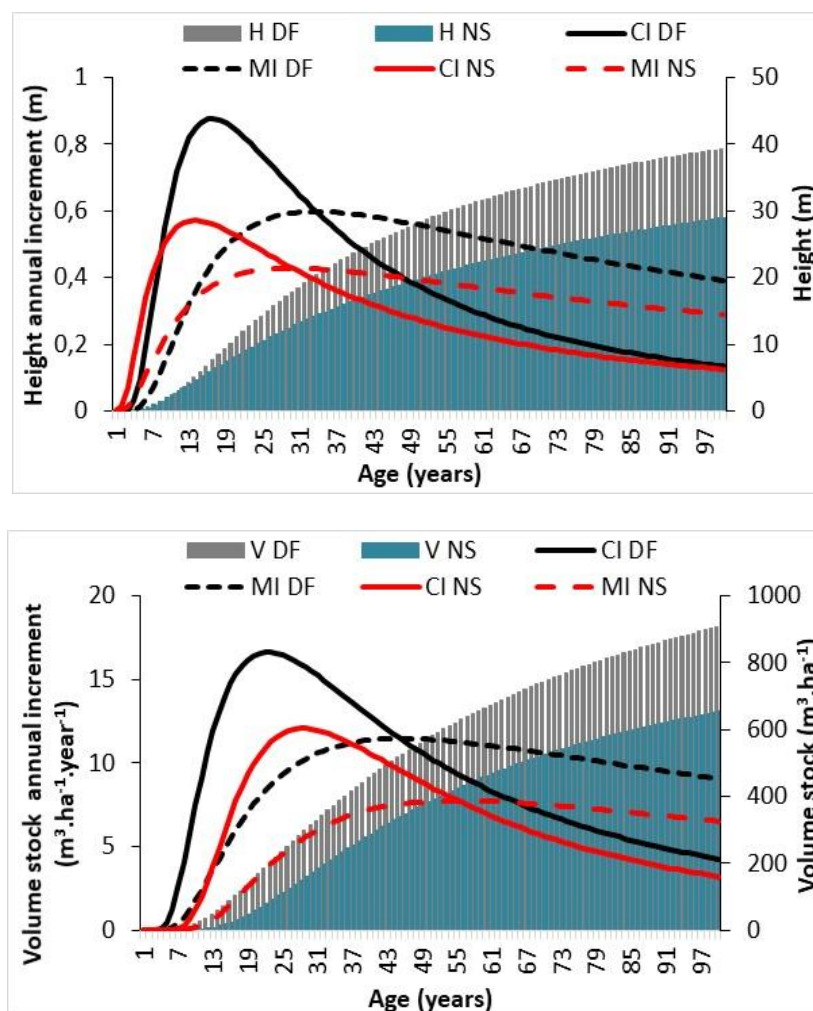 H DF H NS CI DF
MI DF CI NS MI NS
Height annual increment (m)
1
0,8
0,6
0,4
0,2
0
50
40
30
20
10
0
Height (m)
1 7 13 19 25 31 37 43 49 55 61 67 73 79 85 91 97
Age (years)
V DF V NS CI DF
MI DF CI NS MI NS
Volume stock annual increment
(m³.ha⁻¹.year⁻¹)
20
15
10
5
0
1000
800
600
400
200
0
Volume stock (m³.ha⁻¹)
1 7 13 19 25 31 37 43 49 55 61 67 73 79 85 91 97
Age (years)